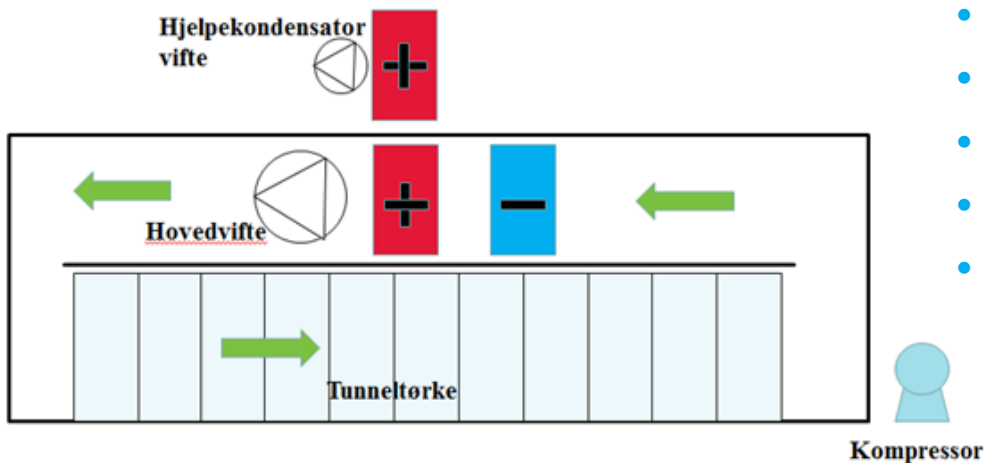 Hjelpekondensator
vifte
Hovedvifte
Tunneltørke
Kompressor